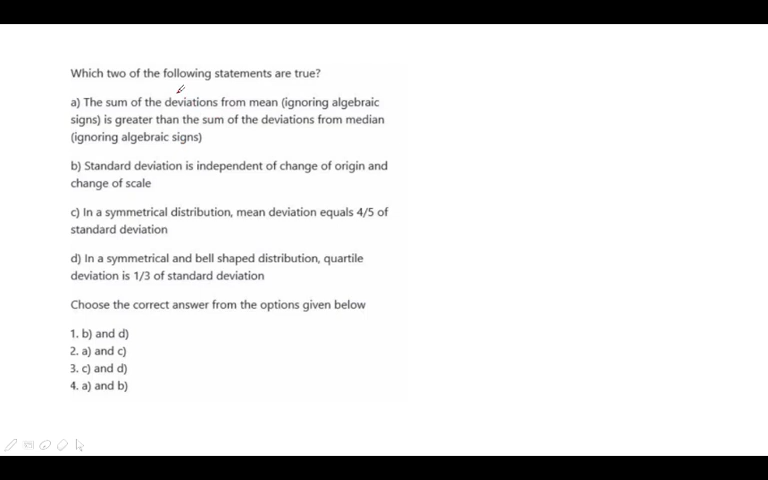 Which two of the following statements are true?
a) The sum of the deviations from mean (ignoring algebraic
signs) is greater than the sum of the deviations from median
(ignoring algebraic signs)
b) Standard deviation is independent of change of origin and
change of scale
c) In a symmetrical distribution, mean deviation equals 4/5 of
standard deviation
d) In a symmetrical and bell shaped distribution, quartile
deviation is 1/3 of standard deviation
Choose the correct answer from the options given below
1. b) and d)
2. a) and c)
3. c) and d)
4. a) and b)